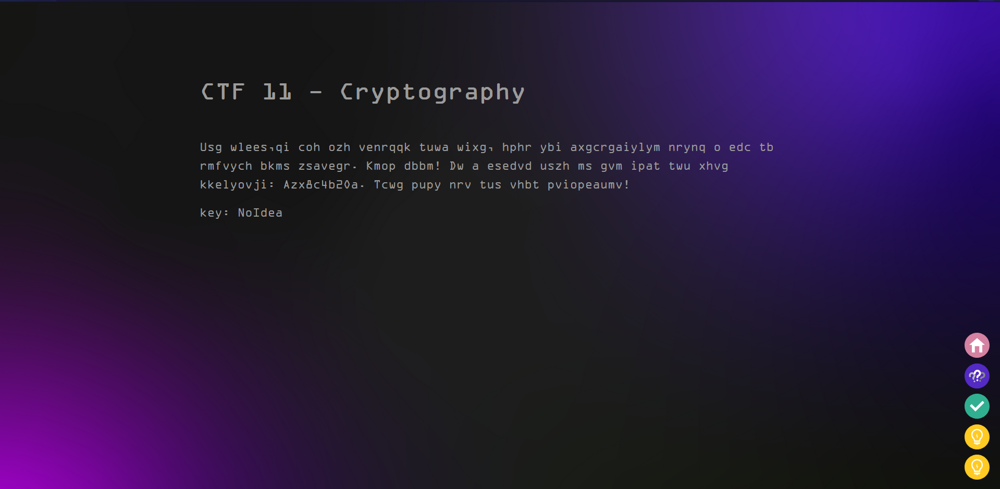 CTF 11 - Cryptography
Usg wlees,qi coh ozh venrqqk tuwa wixg, hphr ybi axgcrgaiylym nrynq o edc tb
rmfvych bkms zsavegr. Kmop dbbm! Dw a esedvd uszh ms gvm ipat twu xhvg
kkelyovji: Azx8c4b20a. Tcwg pupy nrv tus vhbt pviopeaumv!
key: NoIdea